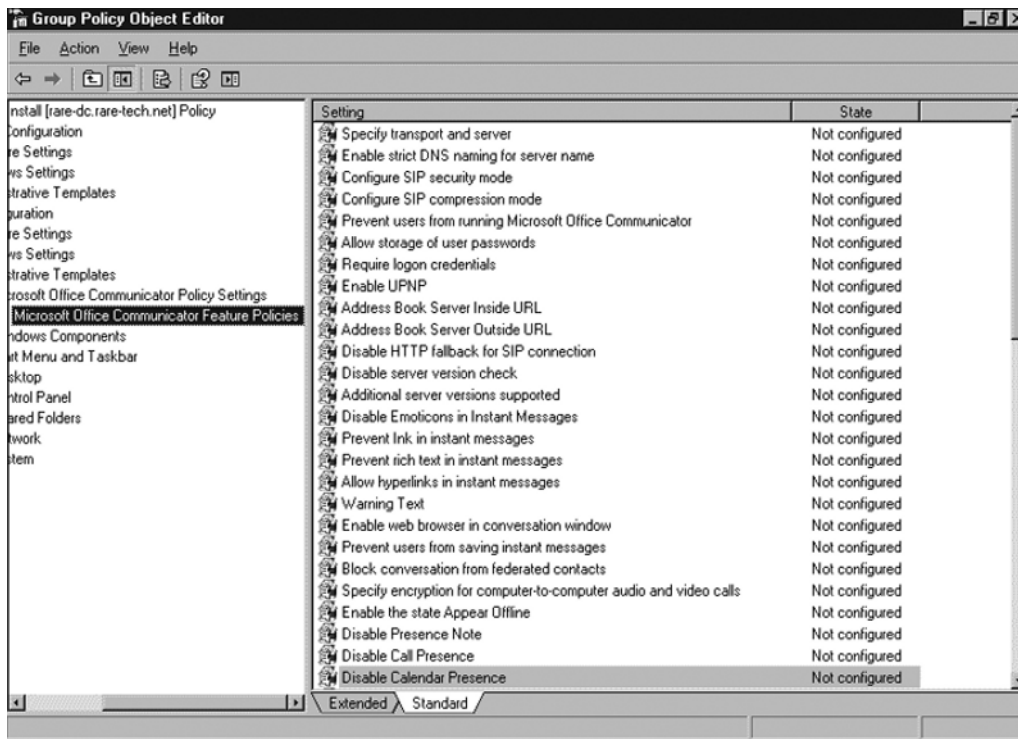 Group Policy Object Editor
File Action View Help
nstall [rare-dc.rare-tech.net] Policy
Configuration
re Settings
ws Settings
strative Templates
guration
re Settings
ws Settings
strative Templates
crosoft Office Communicator Policy Settings
Microsoft Office Communicator Feature Policies
ndows Components
rt Menu and Taskbar
sktop
ntrol Panel
ared Folders
twork
stem
Setting State
Specify transport and server Not configured
Enable strict DNS naming for server name Not configured
Configure SIP security mode Not configured
Configure SIP compression mode Not configured
Prevent users from running Microsoft Office Communicator Not configured
Allow storage of user passwords Not configured
Require logon credentials Not configured
Enable UPNP Not configured
Address Book Server Inside URL Not configured
Address Book Server Outside URL Not configured
Disable HTTP fallback for SIP connection Not configured
Disable server version check Not configured
Additional server versions supported Not configured
Disable Emoticons in Instant Messages Not configured
Prevent Ink in instant messages Not configured
Prevent rich text in instant messages Not configured
Allow hyperlinks in instant messages Not configured
Warning Text Not configured
Enable web browser in conversation window Not configured
Prevent users from saving instant messages Not configured
Block conversation from federated contacts Not configured
Specify encryption for computer-to-computer audio and video calls Not configured
Enable the state Appear Offline Not configured
Disable Presence Note Not configured
Disable Call Presence Not configured
Disable Calendar Presence Not configured
Extended Standard